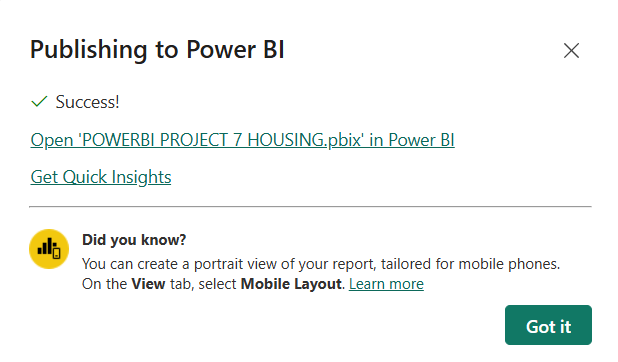 Publishing to Power BI
Success!
Open 'POWERBI PROJECT 7 HOUSING.pbix' in Power BI
Get Quick Insights
Did you know?
You can create a portrait view of your report, tailored for mobile phones.
On the View tab, select Mobile Layout. Learn more
Got it